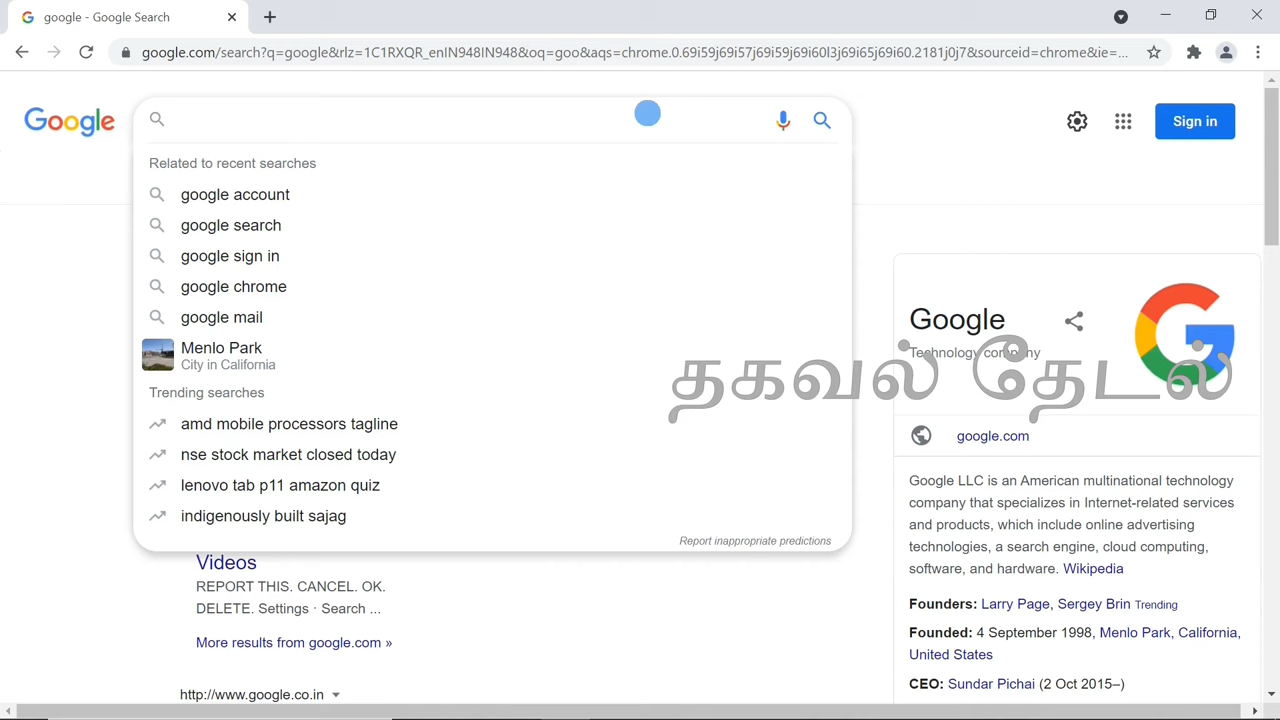 google - Google Search
google.com/search?q=google&rlz=1C1RXQR_enIN948IN948&oq=goo&aqs=chrome.0.69i59j69i57j69i59j69i60l3j69i65j69i60.2181j0j7&sourceid=chrome&ie=...
Google
Sign in
Related to recent searches
google account
google search
google sign in
google chrome
google mail
Menlo Park
City in California
Trending searches
amd mobile processors tagline
nse stock market closed today
lenovo tab p11 amazon quiz
indigenously built sajag
Report inappropriate predictions
Videos
REPORT THIS. CANCEL. OK.
DELETE. Settings · Search ...
More results from google.com »
http://www.google.co.in
Google
Technology company
தகவல் தேடல்
google.com
Google LLC is an American multinational technology
company that specializes in Internet-related services
and products, which include online advertising
technologies, a search engine, cloud computing,
software, and hardware. Wikipedia
Founders: Larry Page, Sergey Brin Trending
Founded: 4 September 1998, Menlo Park, California,
United States
CEO: Sundar Pichai (2 Oct 2015–)